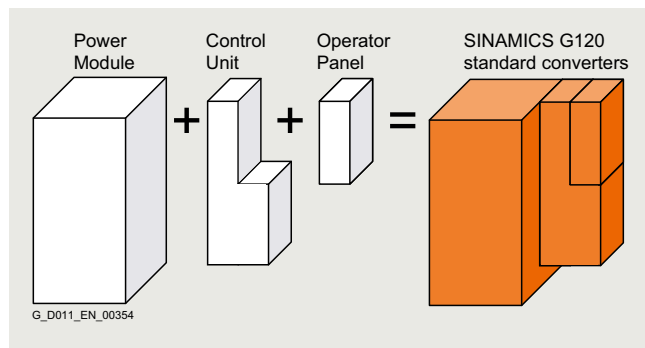 Power
Module
Control
Unit
Operator
Panel
SINAMICS G120
standard converters
+
+
=
G_D011_EN_00354